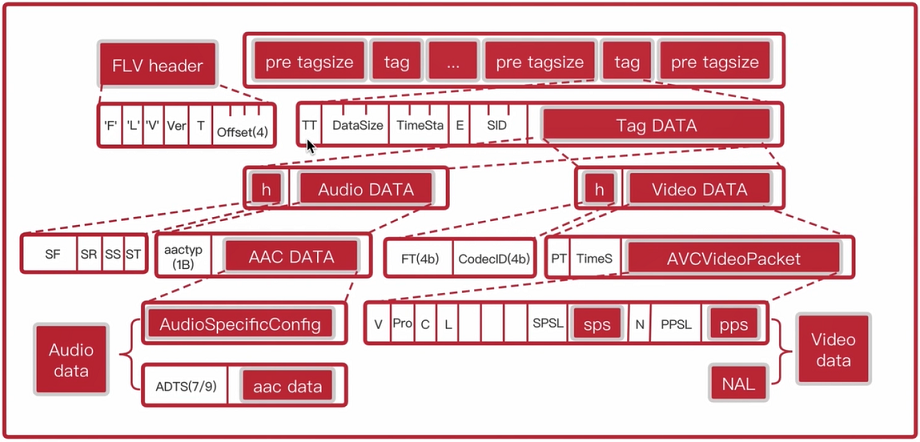 FLV header
pre tagsize
tag
...
pre tagsize
tag
pre tagsize
'F'
'L'
'V'
Ver
T
Offset(4)
TT
DataSize
TimeSta
E
SID
Tag DATA
h
Audio DATA
h
Video DATA
SF
SR
SS
ST
aactyp
(1B)
AAC DATA
FT(4b)
CodecID(4b)
PT
TimeS
AVCVideoPacket
AudioSpecificConfig
V
Pro
C
L
SPSL
sps
N
PPSL
pps
Audio
data
ADTS(7/9)
aac data
NAL
Video
data